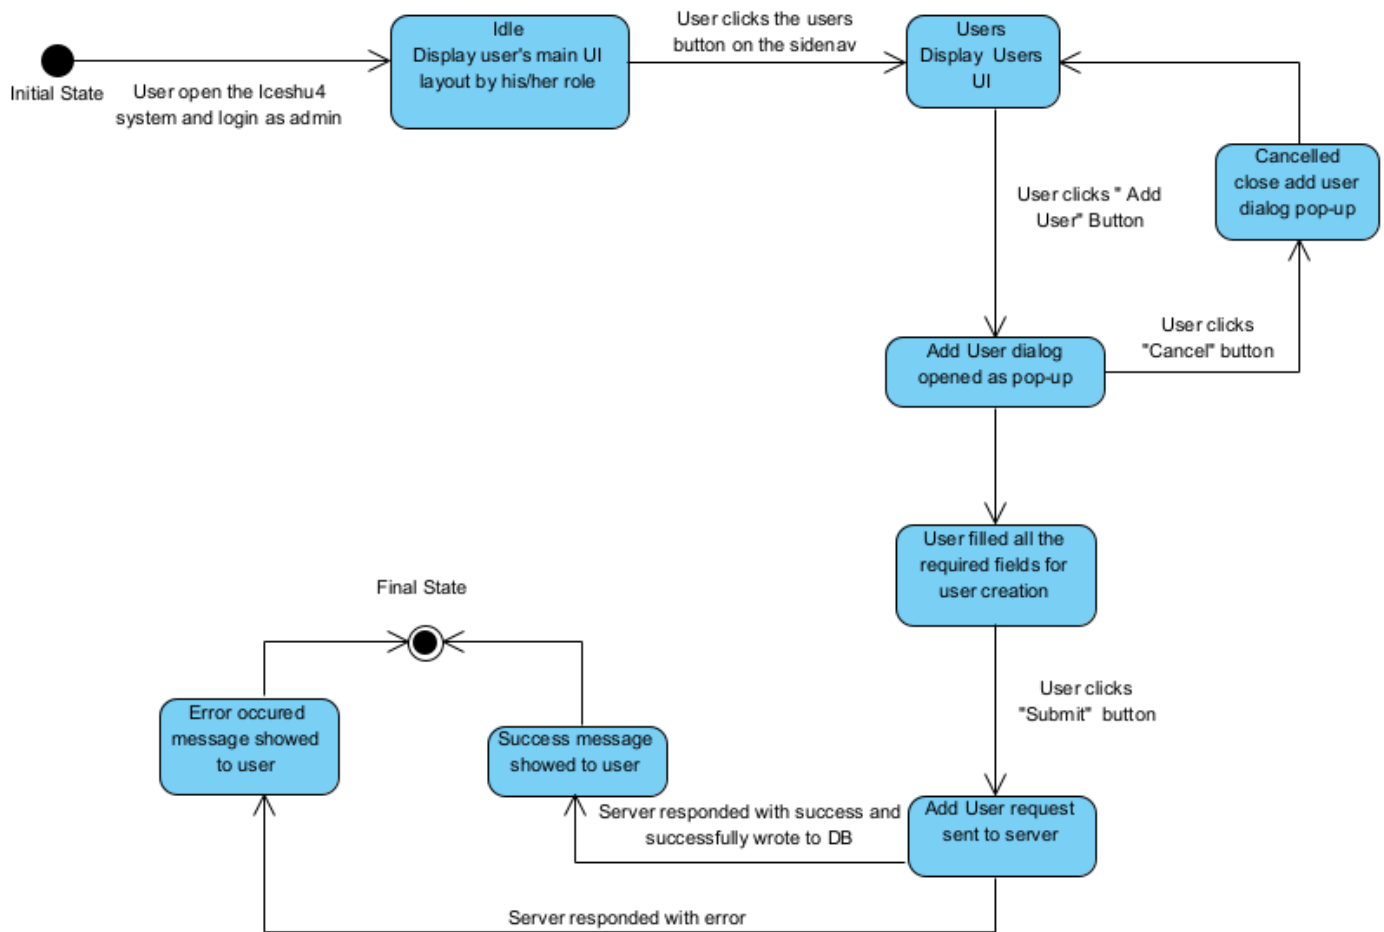 Initial State
User open the Iceshu4
system and login as admin
Idle
Display user's main UI
layout by his/her role
User clicks the users
button on the sidenav
Users
Display Users
UI
Cancelled
close add user
dialog pop-up
User clicks " Add
User" Button
User clicks
"Cancel" button
Add User dialog
opened as pop-up
User filled all the
required fields for
user creation
Final State
User clicks
"Submit" button
Error occured
message showed
to user
Success message
showed to user
Server responded with success and
successfully wrote to DB
Add User request
sent to server
Server responded with error